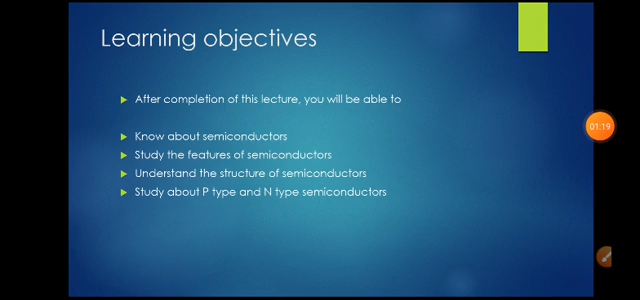 Learning objectives
After completion of this lecture, you will be able to
Know about semiconductors
Study the features of semiconductors
Understand the structure of semiconductors
Study about P type and N type semiconductors
01:19